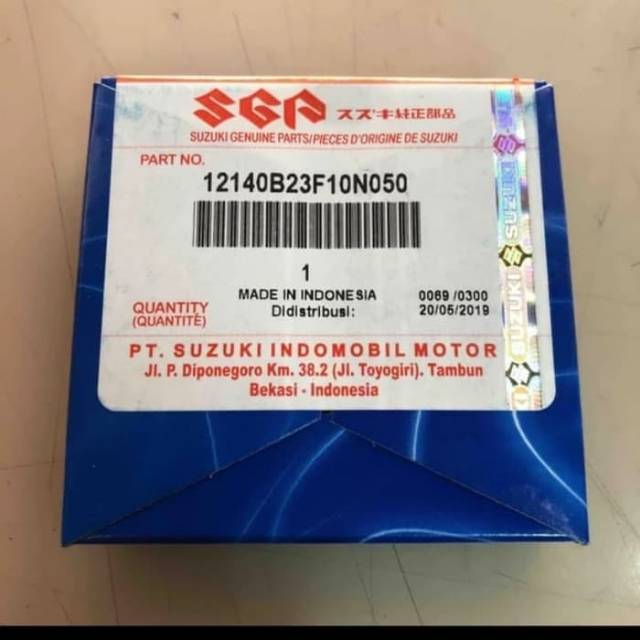 SGP スズキ純正部品
SUZUKI GENUINE PARTS/PIECES D'ORIGINE DE SUZUKI
PART NO.
12140B23F10N050
1
MADE IN INDONESIA 0069 /0300
QUANTITY Didistribusi: 20/05/2019
(QUANTITÈ)
PT. SUZUKI INDOMOBIL MOTOR
Jl. P. Diponegoro Km. 38.2 (Jl. Toyogiri). Tambun
Bekasi - Indonesia
SUZUKI
SUZUKI